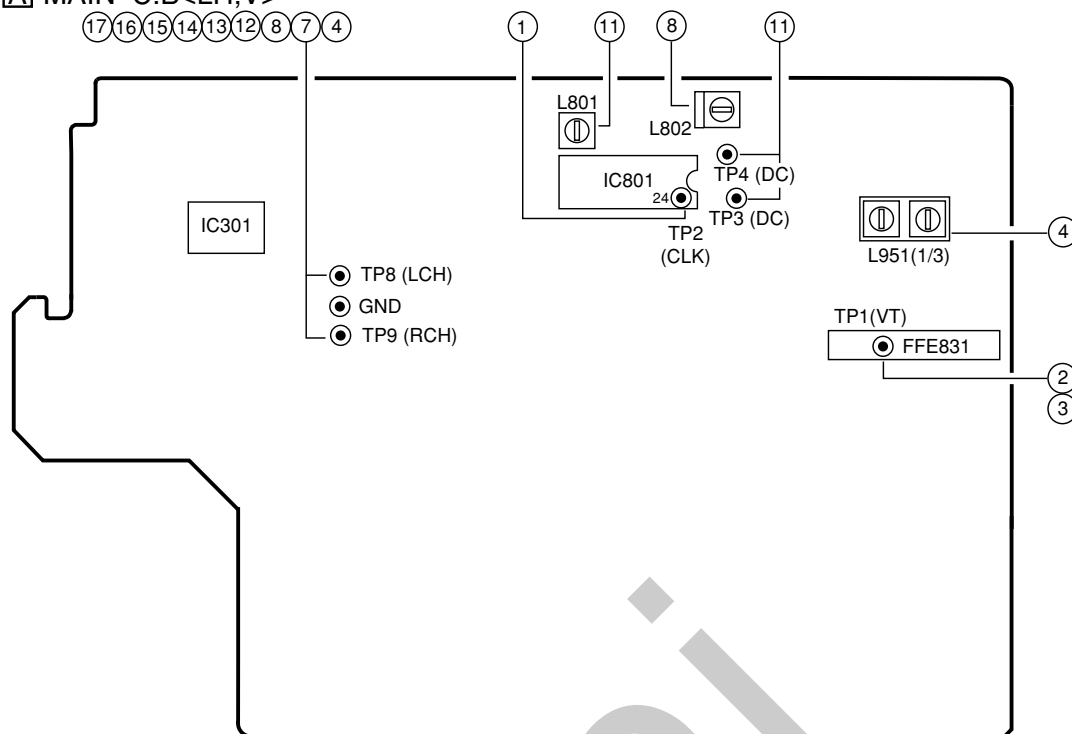 A MAIN C.B<LH,V>
17 16 15 14 13 12 8 7 4 1 11 8 11
L801
L802
TP4 (DC)
IC801
24
TP3 (DC)
TP2
(CLK)
IC301
L951(1/3)
4
TP8 (LCH)
GND
TP9 (RCH)
TP1(VT)
FFE831
2
3